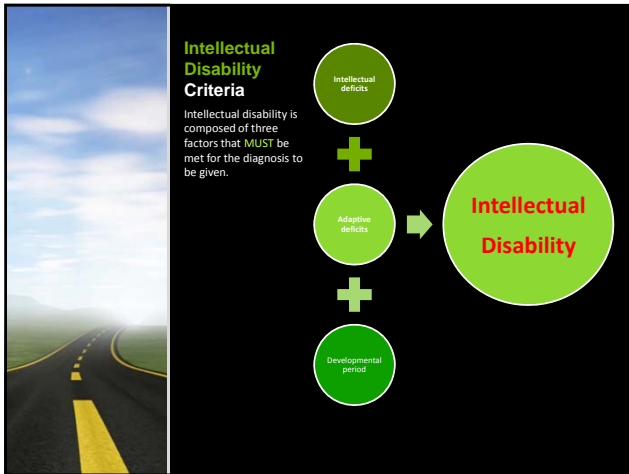 Intellectual
Disability
Criteria
Intellectual disability is
composed of three
factors that MUST be
met for the diagnosis to
be given.
Intellectual
deficits
Adaptive
deficits
Developmental
period
Intellectual
Disability